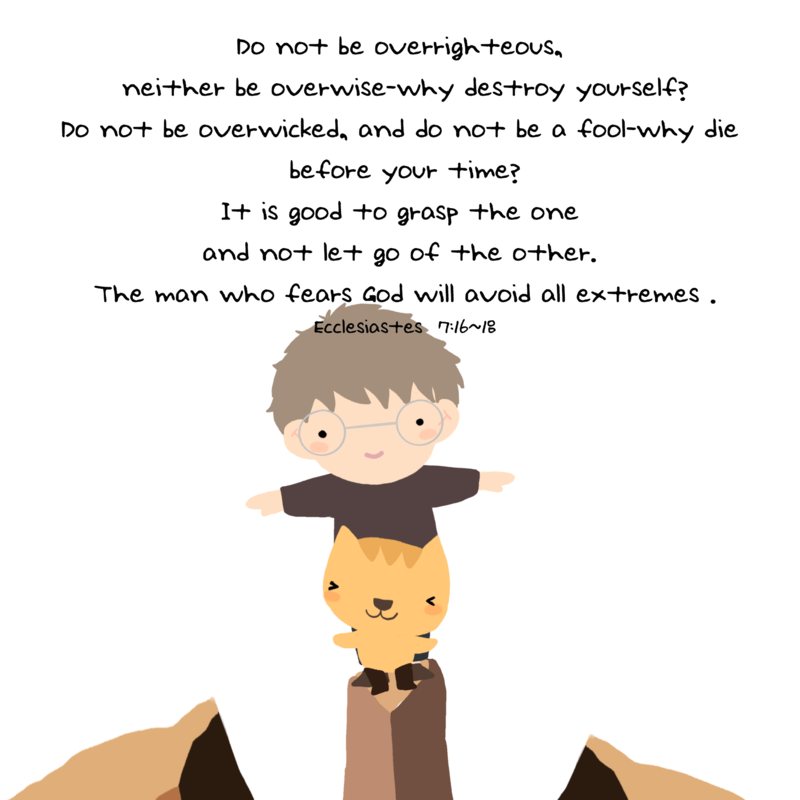 Do not be overrighteous,
neither be overwise-why destroy yourself?
Do not be overwicked, and do not be a fool-why die
before your time?
It is good to grasp the one
and not let go of the other.
The man who fears God will avoid all extremes .
Ecclesiastes 7:16~18